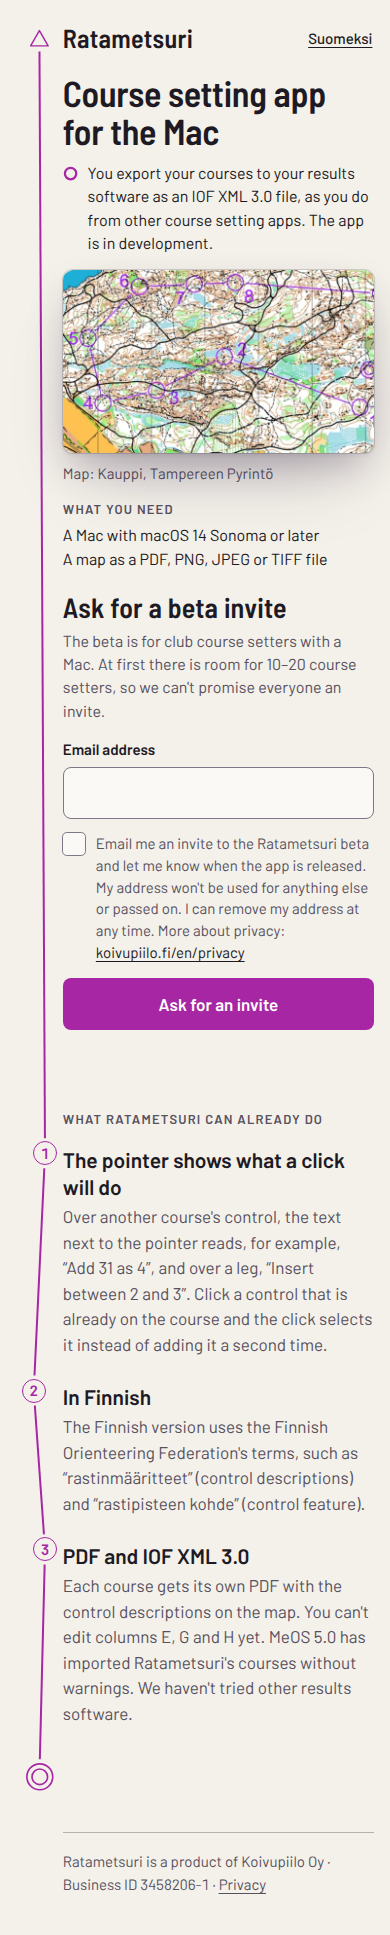 Ratametsuri
Suomeksi
Course setting app
for the Mac
You export your courses to your results
software as an IOF XML 3.0 file, as you do
from other course setting apps. The app
is in development.
6
7
8
5
2
4
3
Map: Kauppi, Tampereen Pyrintö
WHAT YOU NEED
A Mac with macOS 14 Sonoma or later
A map as a PDF, PNG, JPEG or TIFF file
Ask for a beta invite
The beta is for club course setters with a
Mac. At first there is room for 10–20 course
setters, so we can't promise everyone an
invite.
Email address
Email me an invite to the Ratametsuri beta
and let me know when the app is released.
My address won't be used for anything else
or passed on. I can remove my address at
any time. More about privacy:
koivupiilo.fi/en/privacy
Ask for an invite
WHAT RATAMETSURI CAN ALREADY DO
1
The pointer shows what a click
will do
Over another course's control, the text
next to the pointer reads, for example,
“Add 31 as 4”, and over a leg, “Insert
between 2 and 3”. Click a control that is
already on the course and the click selects
it instead of adding it a second time.
2
In Finnish
The Finnish version uses the Finnish
Orienteering Federation's terms, such as
“rastinmääritteet” (control descriptions)
and “rastipisteen kohde” (control feature).
3
PDF and IOF XML 3.0
Each course gets its own PDF with the
control descriptions on the map. You can't
edit columns E, G and H yet. MeOS 5.0 has
imported Ratametsuri's courses without
warnings. We haven't tried other results
software.
Ratametsuri is a product of Koivupiilo Oy ·
Business ID 3458206-1 · Privacy